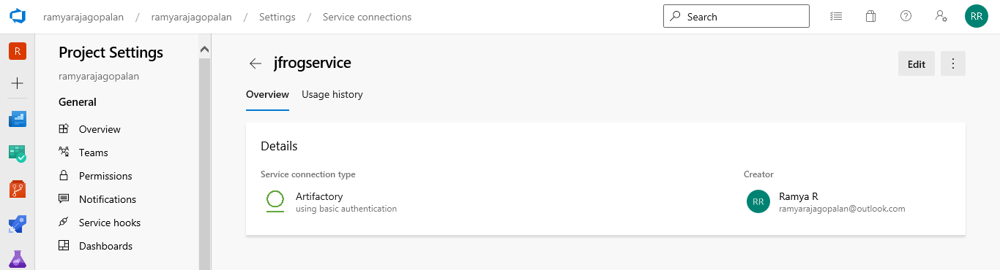 ramyarajagopalan / ramyarajagopalan / Settings / Service connections
Search
RR
R
Project Settings
ramyarajagopalan
General
Overview
Teams
Permissions
Notifications
Service hooks
Dashboards
jfrogservice
Edit
Overview
Usage history
Details
Service connection type
Artifactory
using basic authentication
Creator
RR
Ramya R
ramyarajagopalan@outlook.com